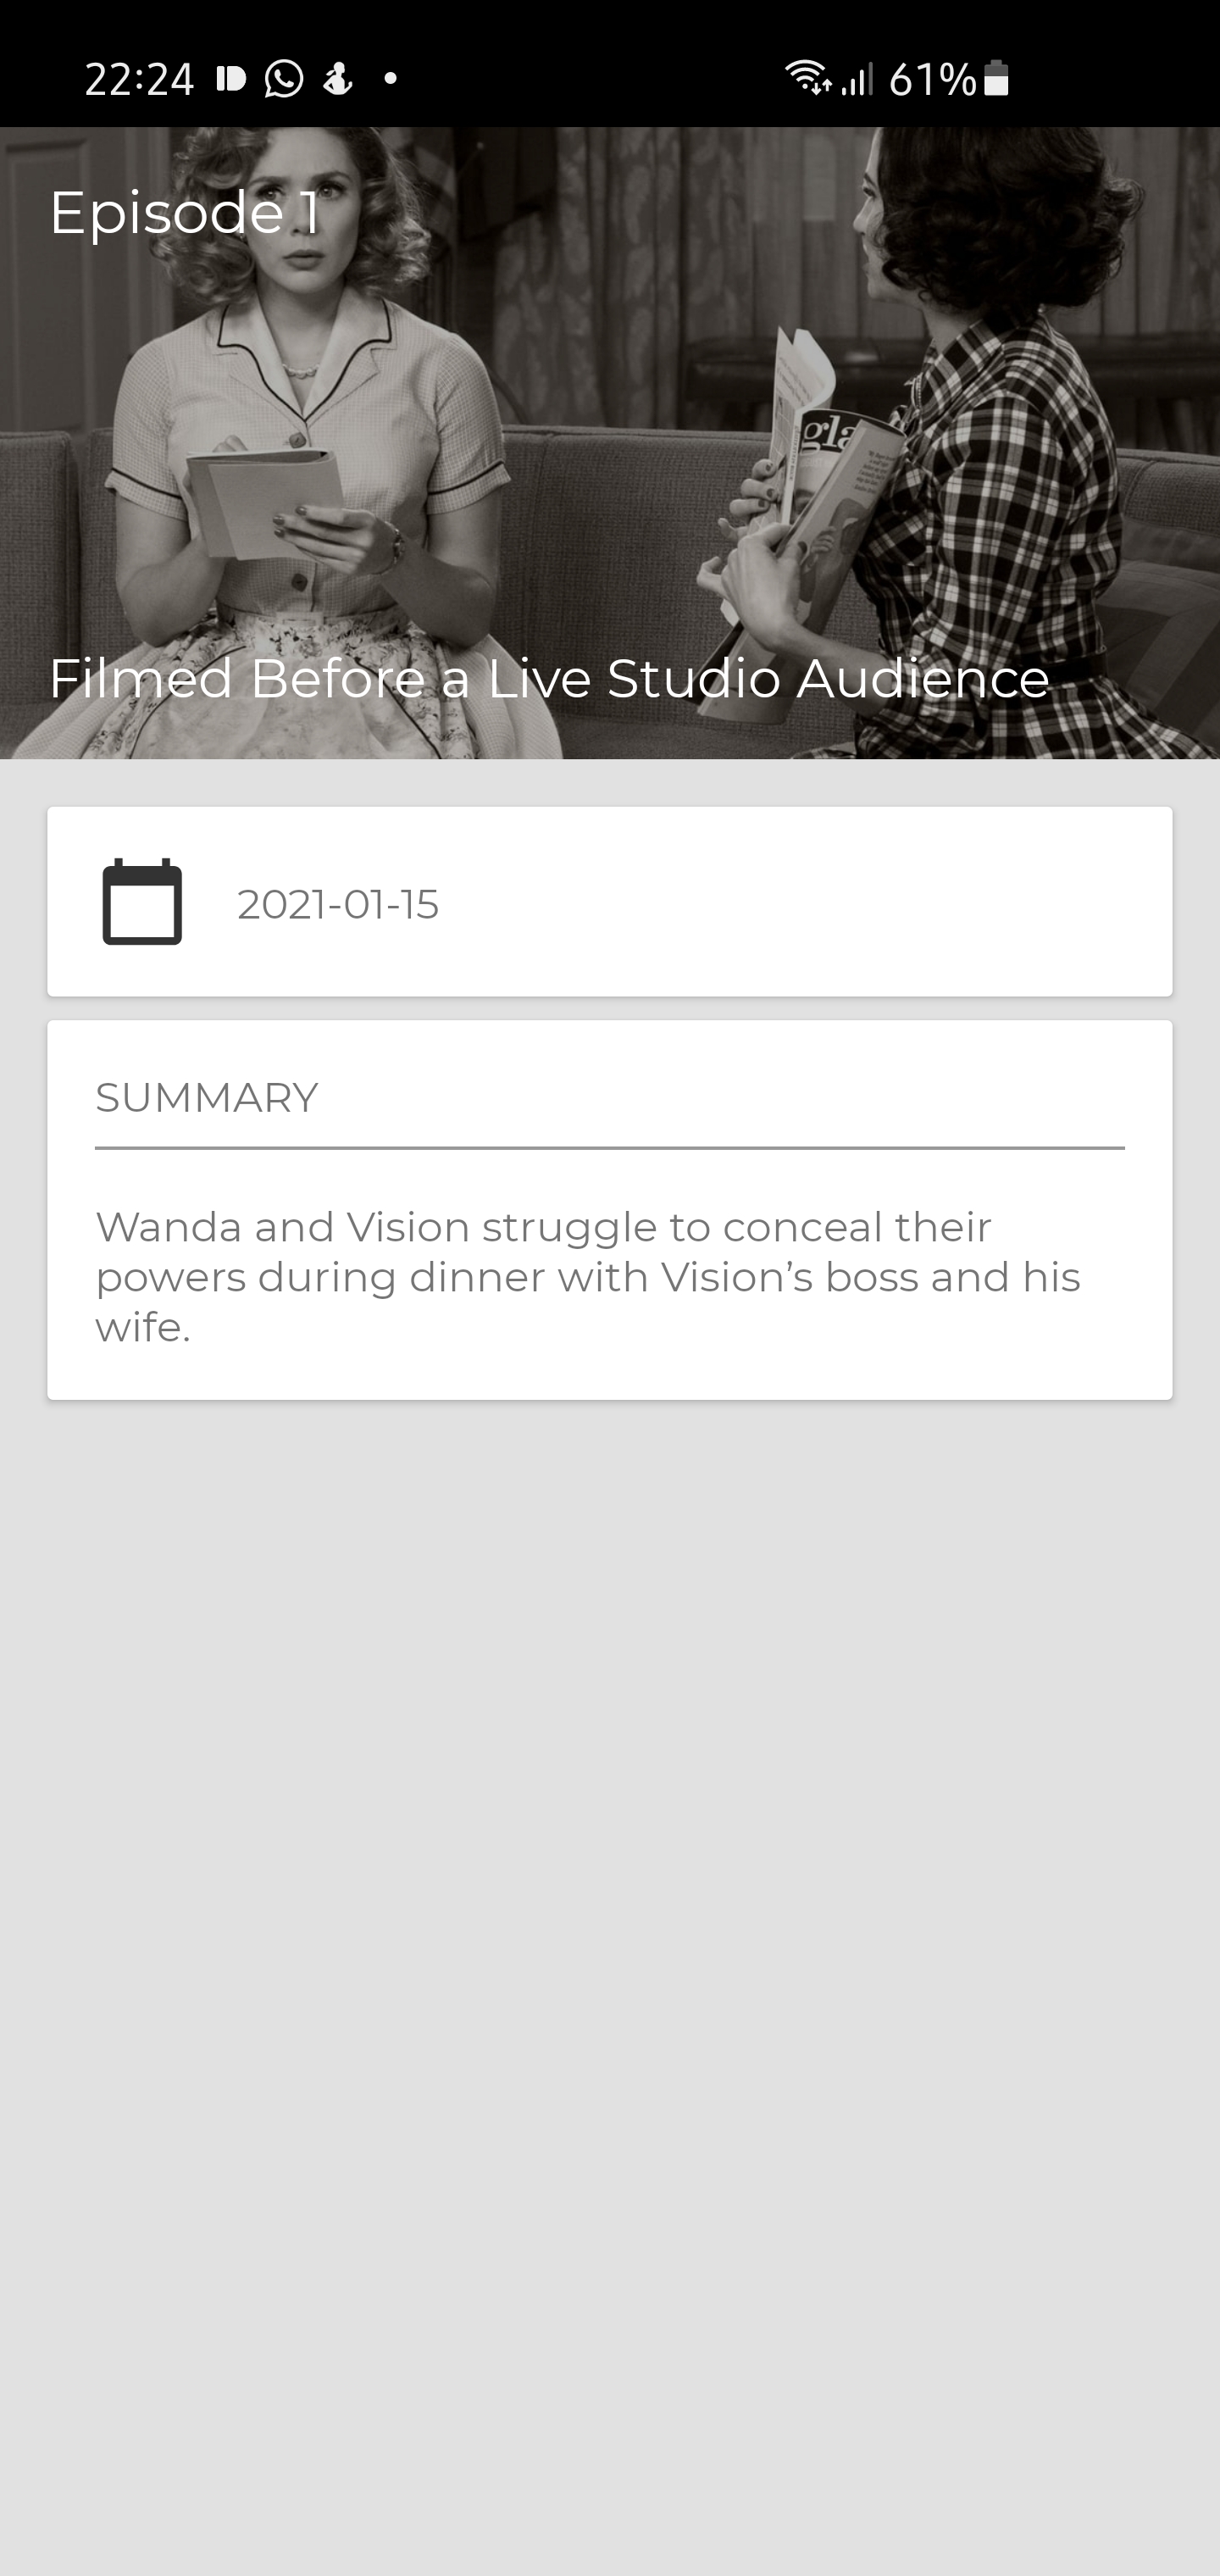 22:24 61%
Episode 1
gla
Filmed Before a Live Studio Audience
2021-01-15
SUMMARY
Wanda and Vision struggle to conceal their
powers during dinner with Vision’s boss and his
wife.